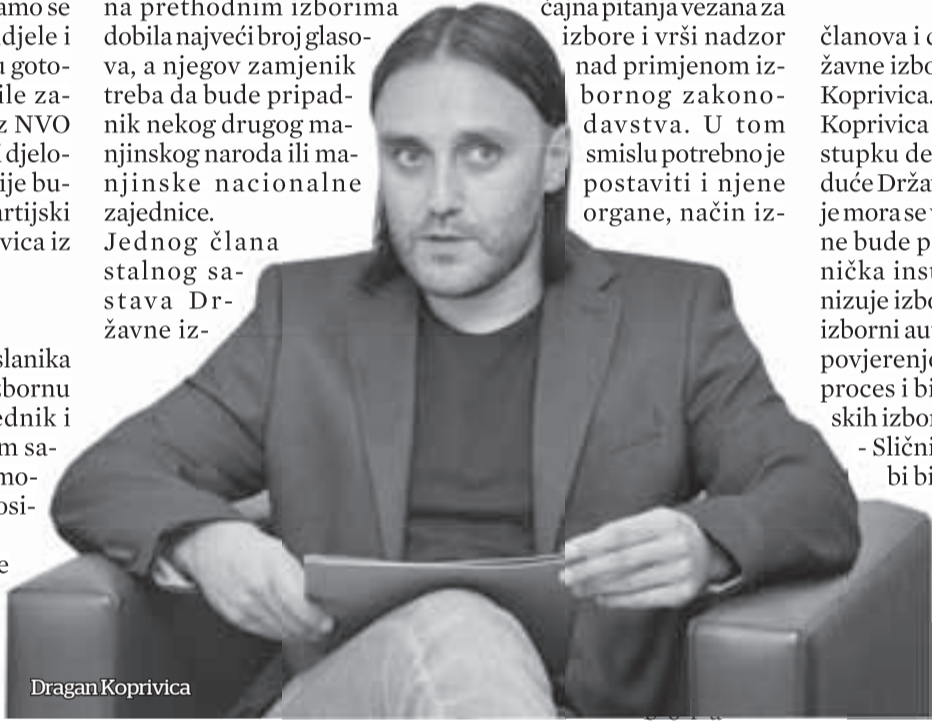 amo se
djele i
u goto-
ile za-
z NVO
djelo-
ije bu-
artijski
vica iz
slanika
zbornu
ednik i
m sa-
mo-
osi-
e
na prethodnim izborima
dobila najveći broj glaso-
va, a njegov zamjenik
treba da bude pripad-
nik nekog drugog ma-
njinskog naroda ili ma-
njinske nacionalne
zajednice.
Jednog člana
stalnog sa-
stava Dr-
žavne iz-
čajna pitanja vezana za
izbore i vrši nadzor
nad primjenom iz-
bornog zakono-
davstva. U tom
smislu potrebno je
postaviti i njene
organe, način iz-
članova i d
žavne izbo
Koprivica.
Koprivica
stupku de
duće Držav
je mora se v
ne bude p
nička inst
nizuje izbo
izborni au
povjerenje
proces i bi
skih izbor
- Slični
bi bi
Dragan Koprivica